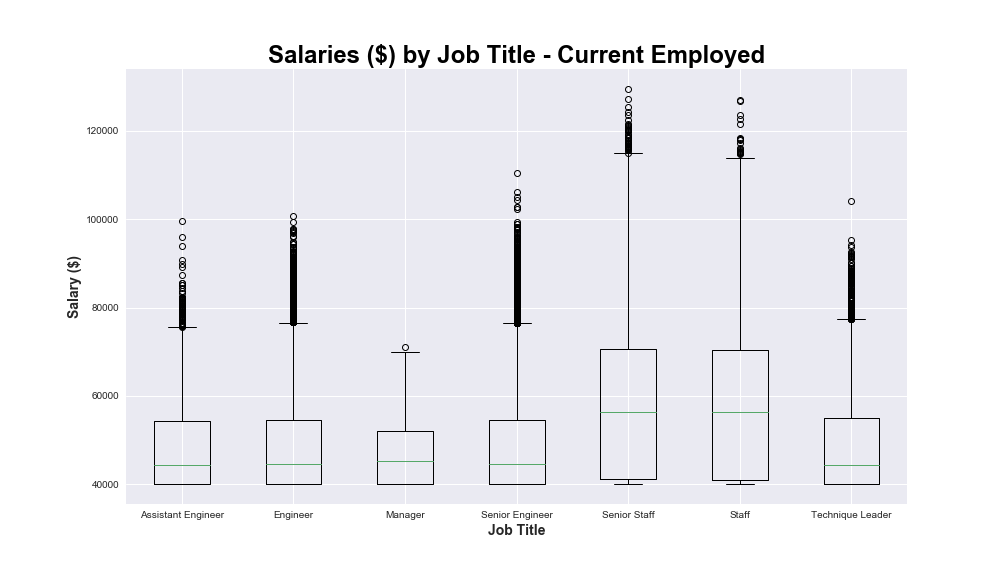 Salaries ($) by Job Title - Current Employed
Salary ($)
120000
100000
80000
60000
40000
Assistant Engineer Engineer Manager Senior Engineer Senior Staff Staff Technique Leader
Job Title